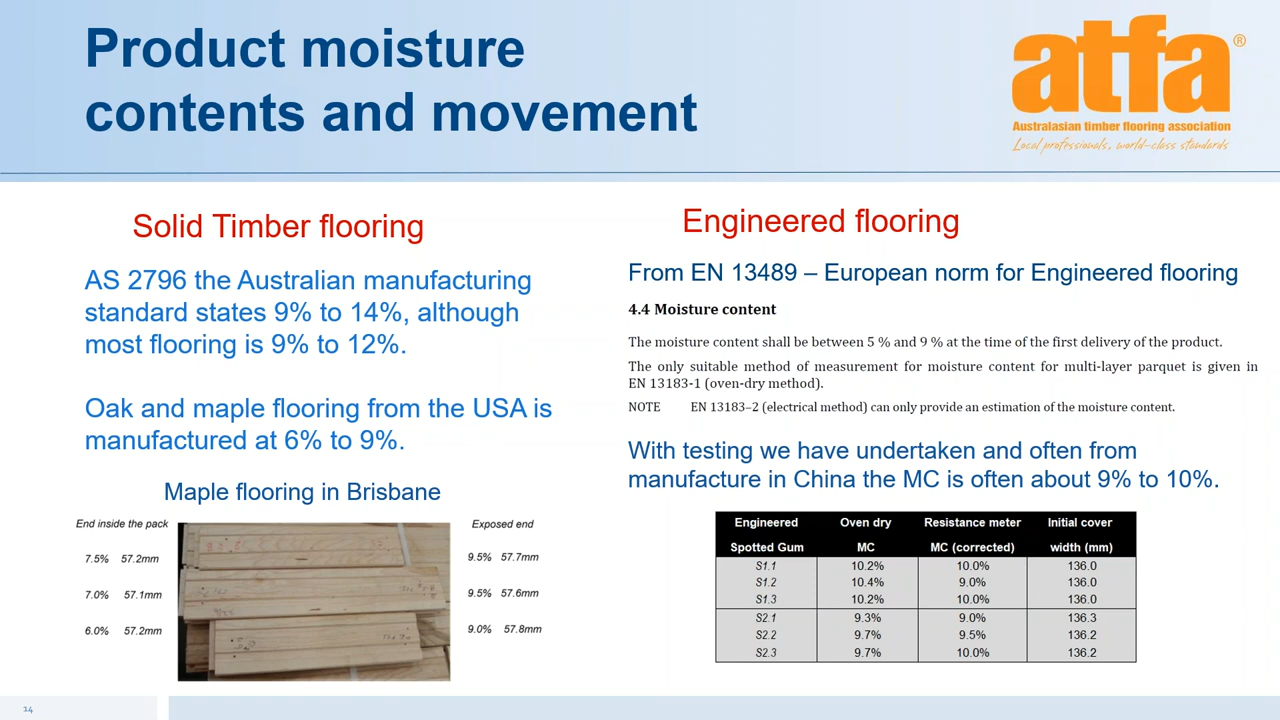 Product moisture
contents and movement
atfa®
Australasian timber flooring association
Local professionals, world-class standards
Solid Timber flooring
AS 2796 the Australian manufacturing
standard states 9% to 14%, although
most flooring is 9% to 12%.
Oak and maple flooring from the USA is
manufactured at 6% to 9%.
Maple flooring in Brisbane
End inside the pack
Exposed end
7.5% 57.2mm
9.5% 57.7mm
7.0% 57.1mm
9.5% 57.6mm
6.0% 57.2mm
9.0% 57.8mm
Engineered flooring
From EN 13489 – European norm for Engineered flooring
4.4 Moisture content
The moisture content shall be between 5 % and 9 % at the time of the first delivery of the product.
The only suitable method of measurement for moisture content for multi-layer parquet is given in
EN 13183-1 (oven-dry method).
NOTE EN 13183–2 (electrical method) can only provide an estimation of the moisture content.
With testing we have undertaken and often from
manufacture in China the MC is often about 9% to 10%.
Engineered Oven dry Resistance meter Initial cover
Spotted Gum MC MC (corrected) width (mm)
S1.1 10.2% 10.0% 136.0
S1.2 10.4% 9.0% 136.0
S1.3 10.2% 10.0% 136.0
S2.1 9.3% 9.0% 136.3
S2.2 9.7% 9.5% 136.2
S2.3 9.7% 10.0% 136.2
14